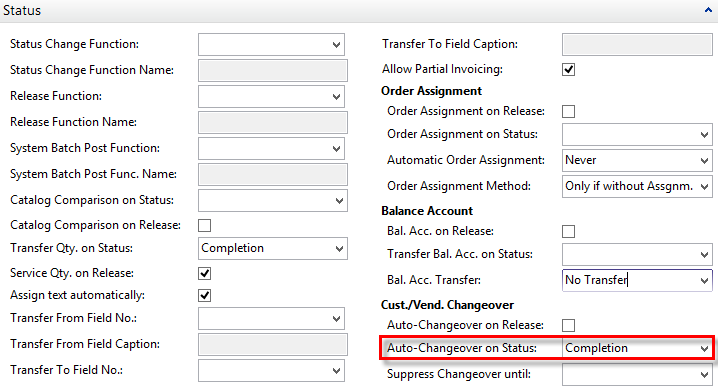 Status
Status Change Function:
Status Change Function Name:
Release Function:
Release Function Name:
System Batch Post Function:
System Batch Post Func. Name:
Catalog Comparison on Status:
Catalog Comparison on Release:
Transfer Qty. on Status: Completion
Service Qty. on Release:
Assign text automatically:
Transfer From Field No.:
Transfer From Field Caption:
Transfer To Field No.:
Transfer To Field Caption:
Allow Partial Invoicing:
Order Assignment
Order Assignment on Release:
Order Assignment on Status:
Automatic Order Assignment: Never
Order Assignment Method: Only if without Assgnm.
Balance Account
Bal. Acc. on Release:
Transfer Bal. Acc. on Status:
Bal. Acc. Transfer: No Transfer
Cust./Vend. Changeover
Auto-Changeover on Release:
Auto-Changeover on Status: Completion
Suppress Changeover until: